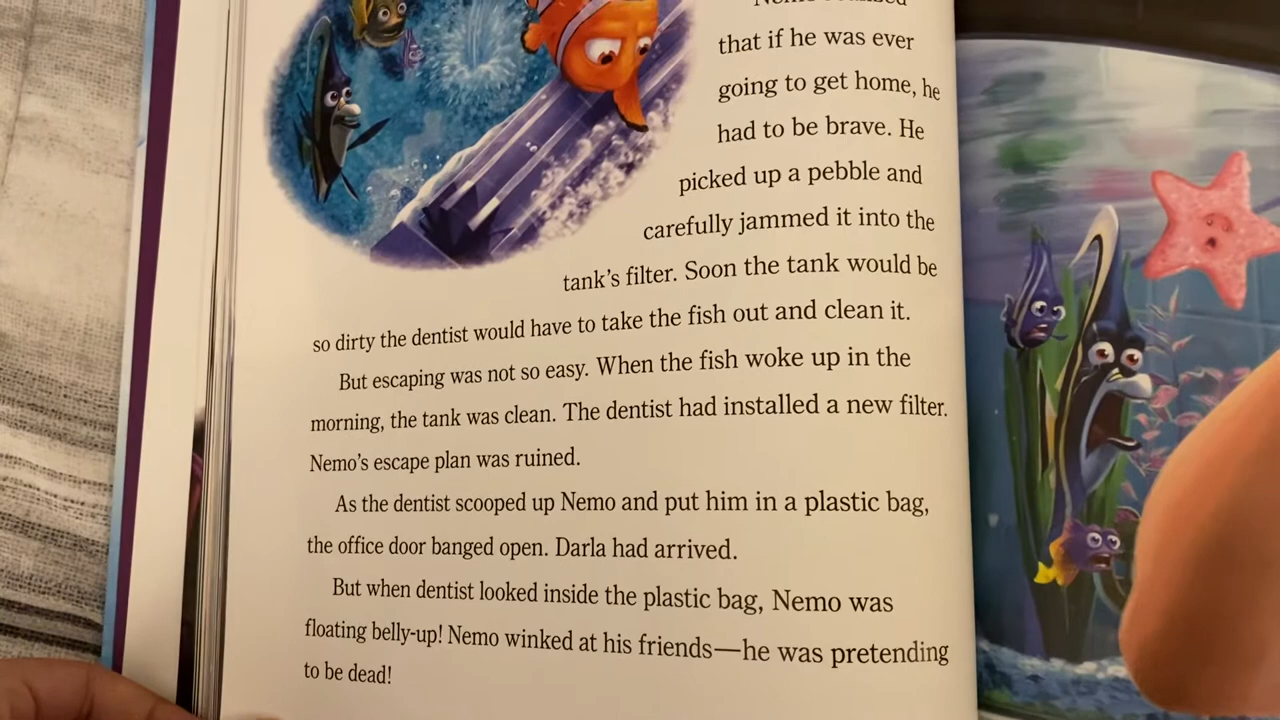 that if he was ever
going to get home, he
had to be brave. He
picked up a pebble and
carefully jammed it into the
tank's filter. Soon the tank would be
so dirty the dentist would have to take the fish out and clean it.
But escaping was not so easy. When the fish woke up in the
morning, the tank was clean. The dentist had installed a new filter.
Nemo's escape plan was ruined.
As the dentist scooped up Nemo and put him in a plastic bag,
the office door banged open. Darla had arrived.
But when dentist looked inside the plastic bag, Nemo was
floating belly-up! Nemo winked at his friends—he was pretending
to be dead!